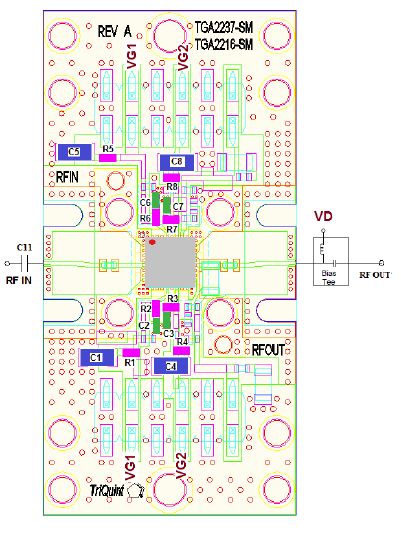 REV A
TGA2237-SM
TGA2216-SM
VG1
VG2
C5
R5
C8
RFIN
R8
C6
C7
R6
R7
C11
RF IN
VD
Bias
Tee
RF OUT
R2
R3
C2
C3
R4
RFOUT
C1
R1
C4
VG1
VG2
TriQuint